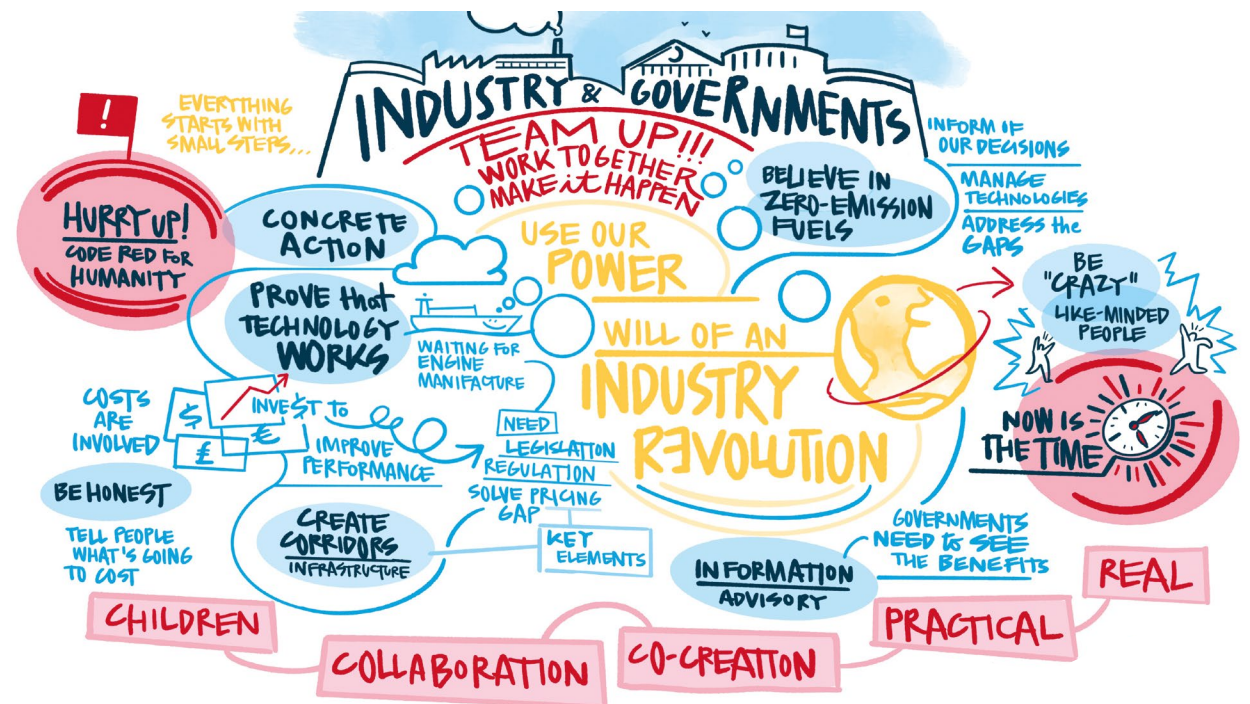 INDUSTRY & GOVERNMENTS
TEAM UP!!!
WORK TOGETHER
MAKE it HAPPEN
!
EVERYTHING
STARTS WITH
SMALL STEPS...
HURRY UP!
CODE RED FOR
HUMANITY
CONCRETE
ACTION
PROVE that
TECHNOLOGY
WORKS
WAITING FOR
ENGINE
MANIFACTURE
COSTS
ARE
INVOLVED
$
€
£
INVE$T to
IMPROVE
PERFORMANCE
BE HONEST
TELL PEOPLE
WHAT'S GOING
TO COST
NEED
LEGISLATION
REGULATION
SOLVE PRICING
GAP
KEY
ELEMENTS
CREATE
CORRIDORS
INFRASTRUCTURE
USE OUR
POWER
WILL OF AN
INDUSTRY
REVOLUTION
BELIEVE IN
ZERO-EMISSION
FUELS
INFORM OF
OUR DECISIONS
MANAGE
TECHNOLOGIES
ADDRESS the
GAPS
BE
"CRAZY"
LIKE-MINDED
PEOPLE
NOW IS
THE TIME
GOVERNMENTS
NEED to SEE
THE BENEFITS
INFORMATION
ADVISORY
CHILDREN
COLLABORATION
CO-CREATION
PRACTICAL
REAL